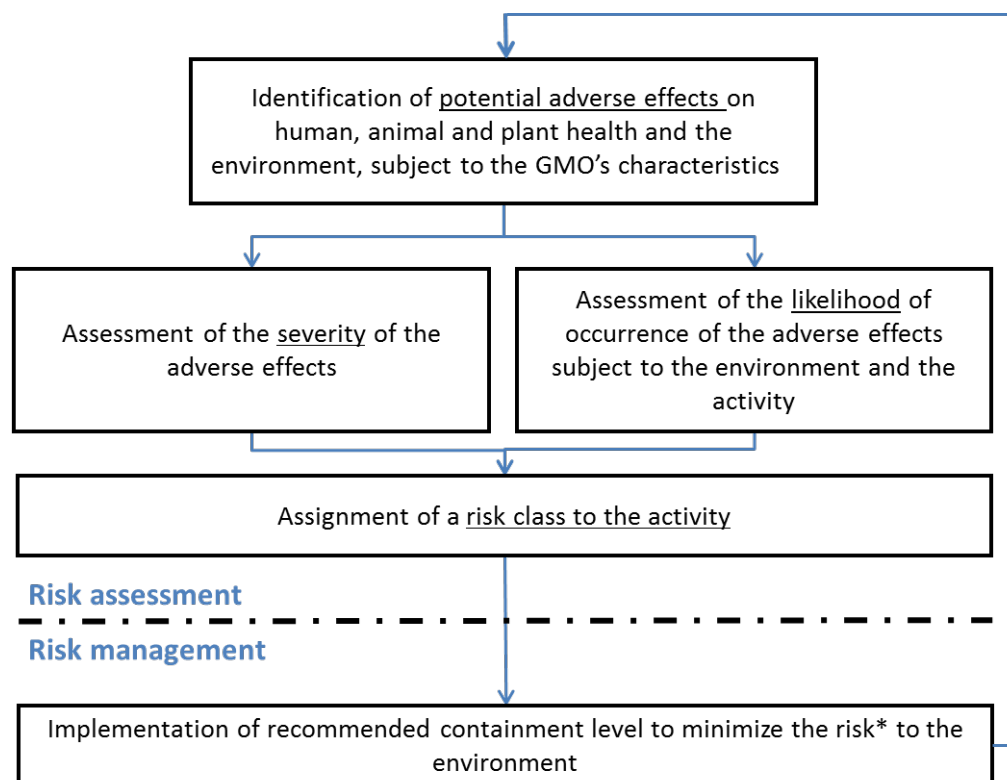 Identification of potential adverse effects on
human, animal and plant health and the
environment, subject to the GMO’s characteristics
Assessment of the severity of the
adverse effects
Assessment of the likelihood of
occurrence of the adverse effects
subject to the environment and the
activity
Assignment of a risk class to the activity
Risk assessment
Risk management
Implementation of recommended containment level to minimize the risk* to the
environment